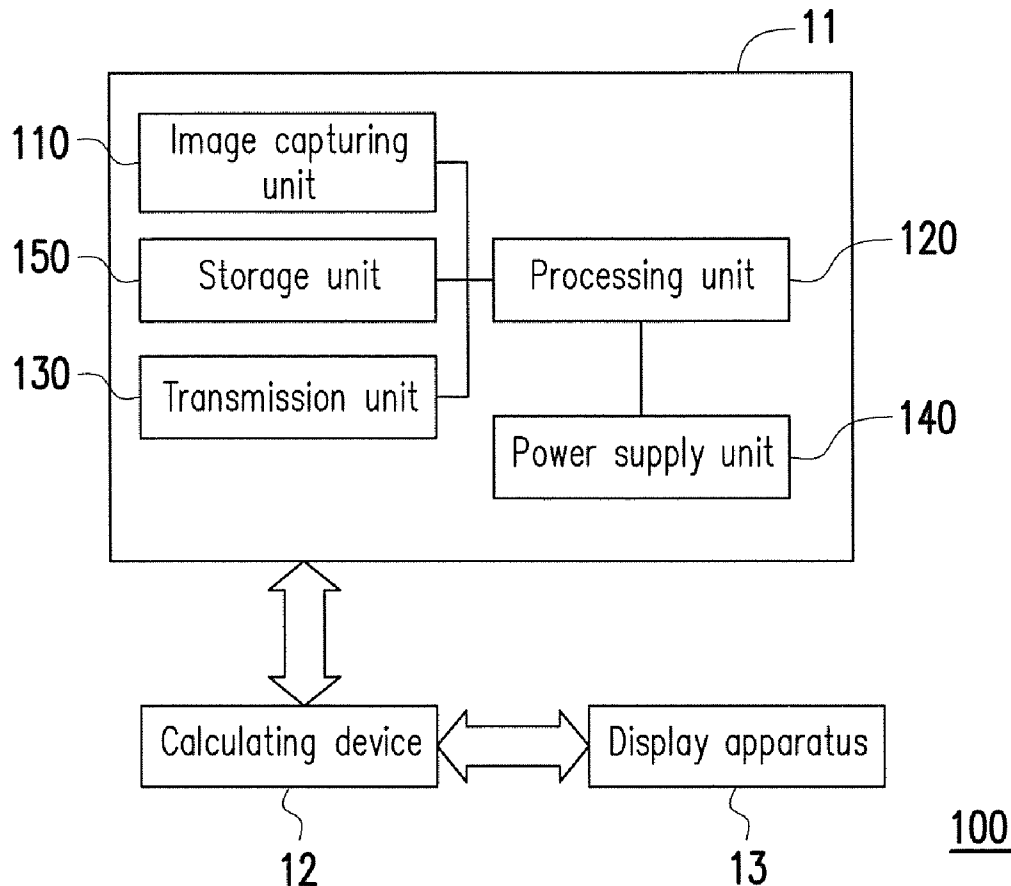 11
110
Image capturing
unit
150
Storage unit
Processing unit
120
130
Transmission unit
Power supply unit
140
Calculating device
Display apparatus
12
13
100